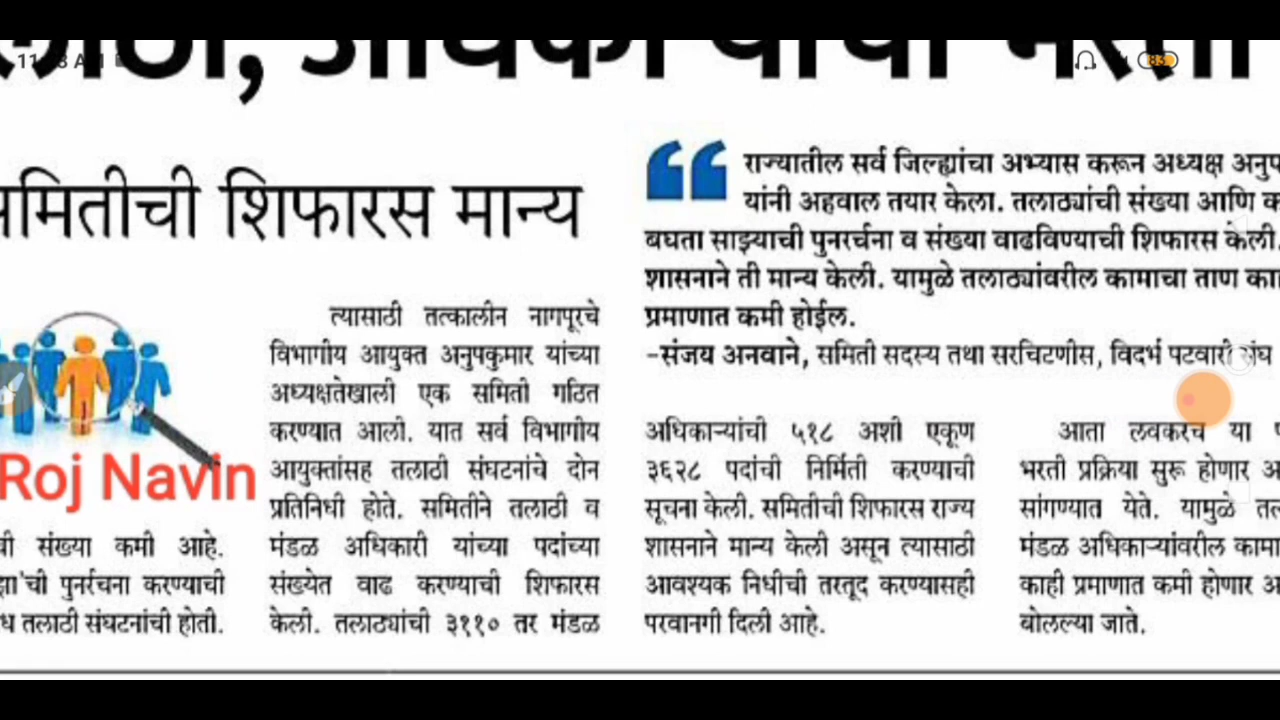 समितीची शिफारस मान्य
Roj Navin
संख्या कमी आहे.
पुनर्रचना करण्याची
तलाठी संघटनांची होती.
त्यासाठी तत्कालीन नागपूरचे
विभागीय आयुक्त अनुपकुमार यांच्या
अध्यक्षतेखाली एक समिती गठित
करण्यात आली. यात सर्व विभागीय
आयुक्तांसह तलाठी संघटनांचे दोन
प्रतिनिधी होते. समितीने तलाठी व
मंडळ अधिकारी यांच्या पदांच्या
संख्येत वाढ करण्याची शिफारस
केली. तलाठ्यांची ३११० तर मंडळ
राज्यातील सर्व जिल्ह्यांचा अभ्यास करून अध्यक्ष
यांनी अहवाल तयार केला. तलाठ्यांची संख्या आणि
बघता साझ्याची पुनर्रचना व संख्या वाढविण्याची शिफारस केली.
शासनाने ती मान्य केली. यामुळे तलाठ्यांवरील कामाचा ताण
प्रमाणात कमी होईल.
-संजय अनवाने, समिती सदस्य तथा सरचिटणीस, विदर्भ पटवारी संघ
अधिकाऱ्यांची ५१८ अशी एकूण
३६२८ पदांची निर्मिती करण्याची
सूचना केली. समितीची शिफारस राज्य
शासनाने मान्य केली असून त्यासाठी
आवश्यक निधीची तरतूद करण्यासही
परवानगी दिली आहे.
आता लवकरच या
भरती प्रक्रिया सुरू होणार
सांगण्यात येते. यामुळे
मंडळ अधिकाऱ्यांवरील
काही प्रमाणात कमी होणार
बोलल्या जाते.